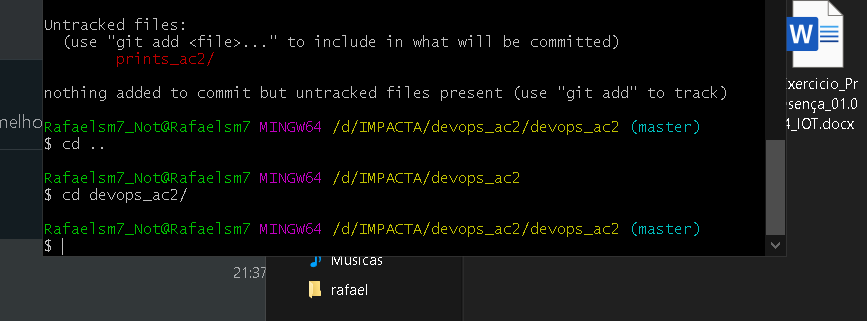 Untracked files:
(use "git add <file>..." to include in what will be committed)
prints_ac2/
nothing added to commit but untracked files present (use "git add" to track)
Rafaelsm7_Not@Rafaelsm7 MINGW64 /d/IMPACTA/devops_ac2/devops_ac2 (master)
$ cd ..
Rafaelsm7_Not@Rafaelsm7 MINGW64 /d/IMPACTA/devops_ac2
$ cd devops_ac2/
Rafaelsm7_Not@Rafaelsm7 MINGW64 /d/IMPACTA/devops_ac2/devops_ac2 (master)
$
melho
W
xercicio_Pr
esença_01.0
4_IOT.docx
21:37
Músicas
rafael